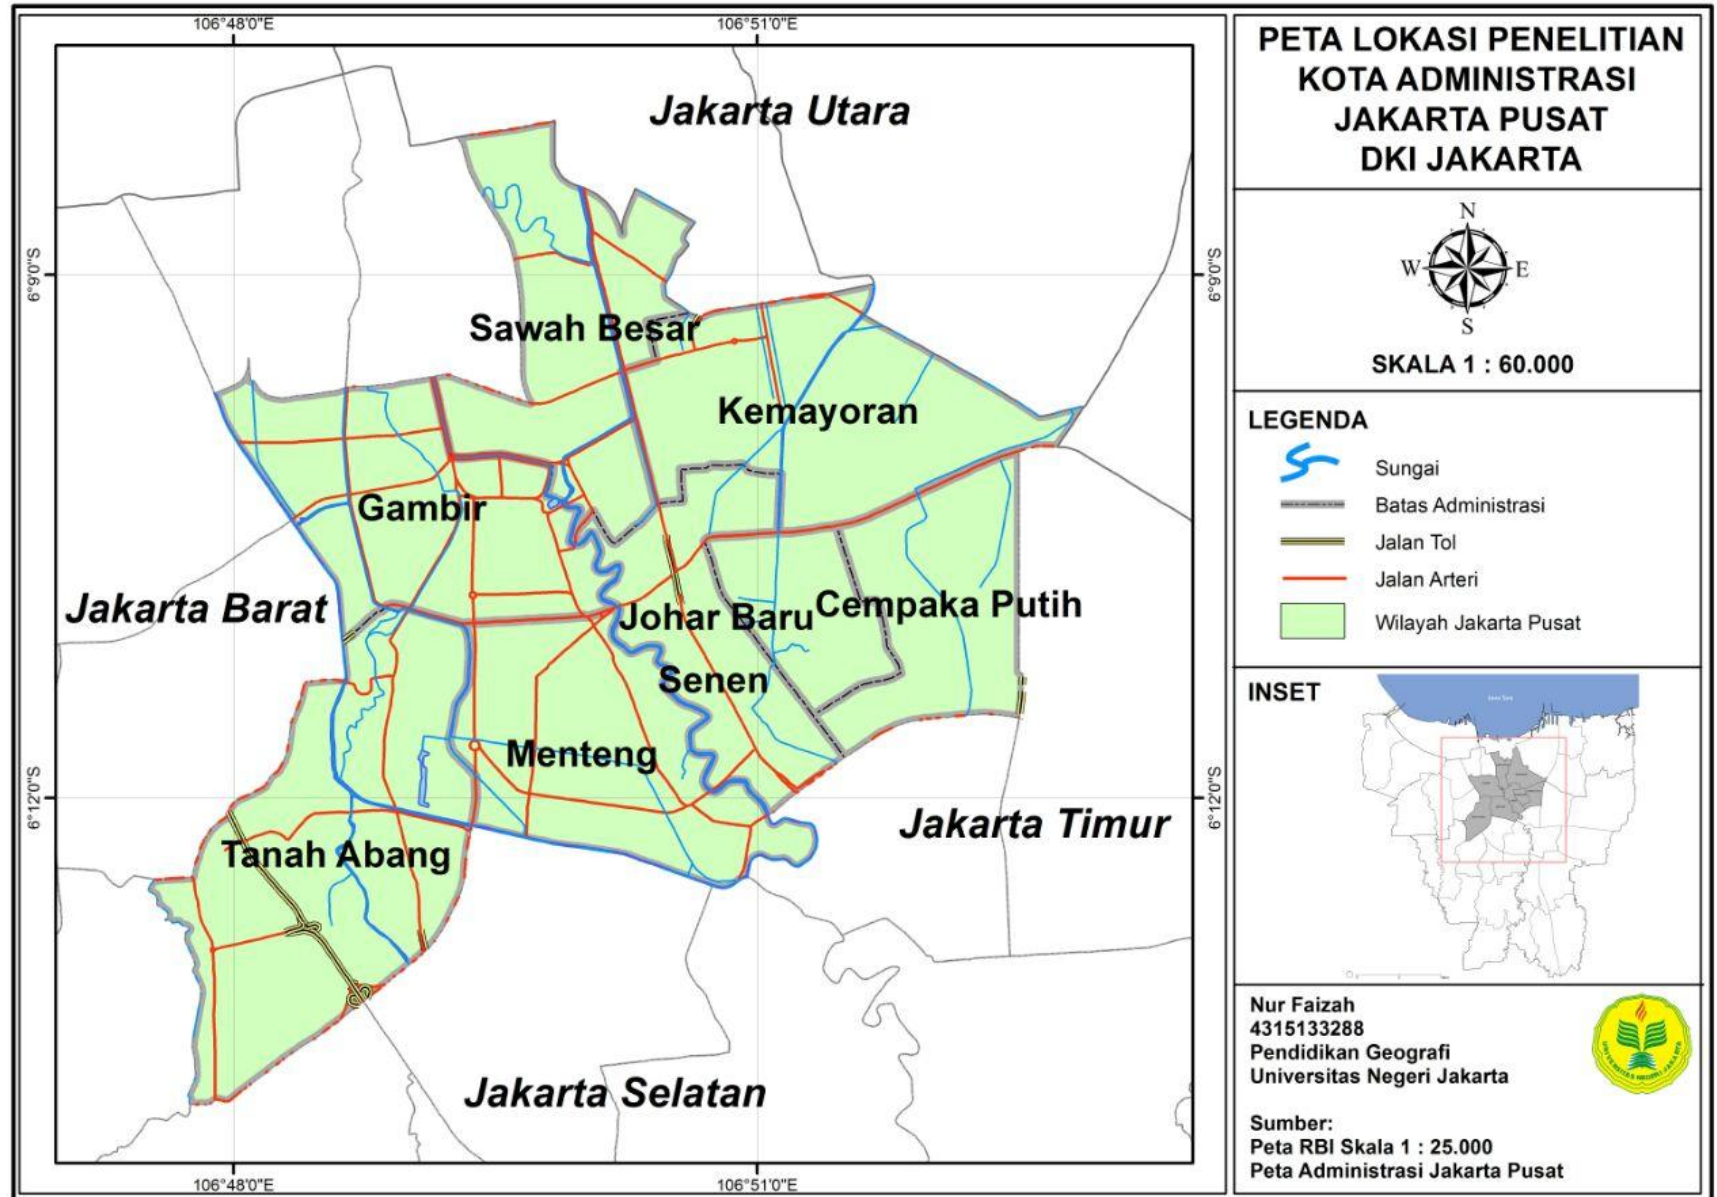 106°48'0"E
106°51'0"E
6°9'0"S
6°9'0"S
6°12'0"S
6°12'0"S
106°48'0"E
106°51'0"E
Jakarta Utara
Sawah Besar
Kemayoran
Gambir
Jakarta Barat
Johar Baru
Cempaka Putih
Senen
Menteng
Jakarta Timur
Tanah Abang
Jakarta Selatan
PETA LOKASI PENELITIAN
KOTA ADMINISTRASI
JAKARTA PUSAT
DKI JAKARTA
N
W
E
S
SKALA 1 : 60.000
LEGENDA
Sungai
Batas Administrasi
Jalan Tol
Jalan Arteri
Wilayah Jakarta Pusat
INSET
Nur Faizah
4315133288
Pendidikan Geografi
Universitas Negeri Jakarta
UNIVERSITAS NEGERI JAKARTA
Sumber:
Peta RBI Skala 1 : 25.000
Peta Administrasi Jakarta Pusat